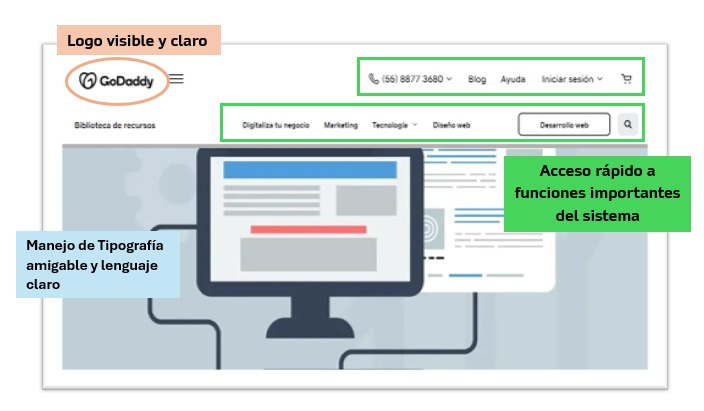 Logo visible y claro
GoDaddy
(55) 8877 3680 Blog Ayuda Iniciar sesión
Biblioteca de recursos Digitaliza tu negocio Marketing Tecnología Diseño web Desarrollo web
Acceso rápido a
funciones importantes
del sistema
Manejo de Tipografía
amigable y lenguaje
claro